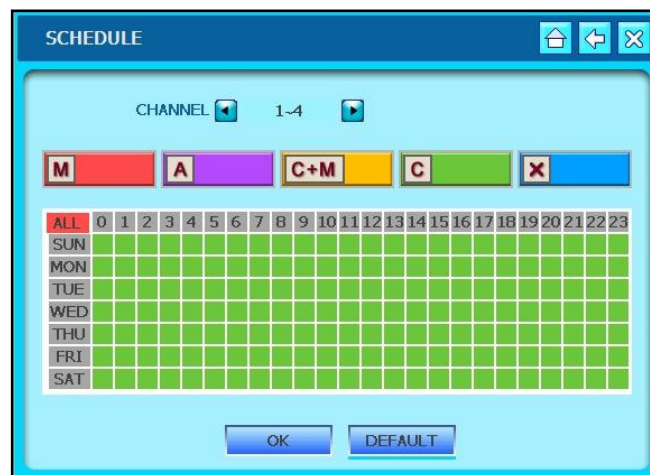 SCHEDULE
CHANNEL 1~4
M A C+M C X
ALL 0 1 2 3 4 5 6 7 8 9 10 11 12 13 14 15 16 17 18 19 20 21 22 23
SUN
MON
TUE
WED
THU
FRI
SAT
OK DEFAULT